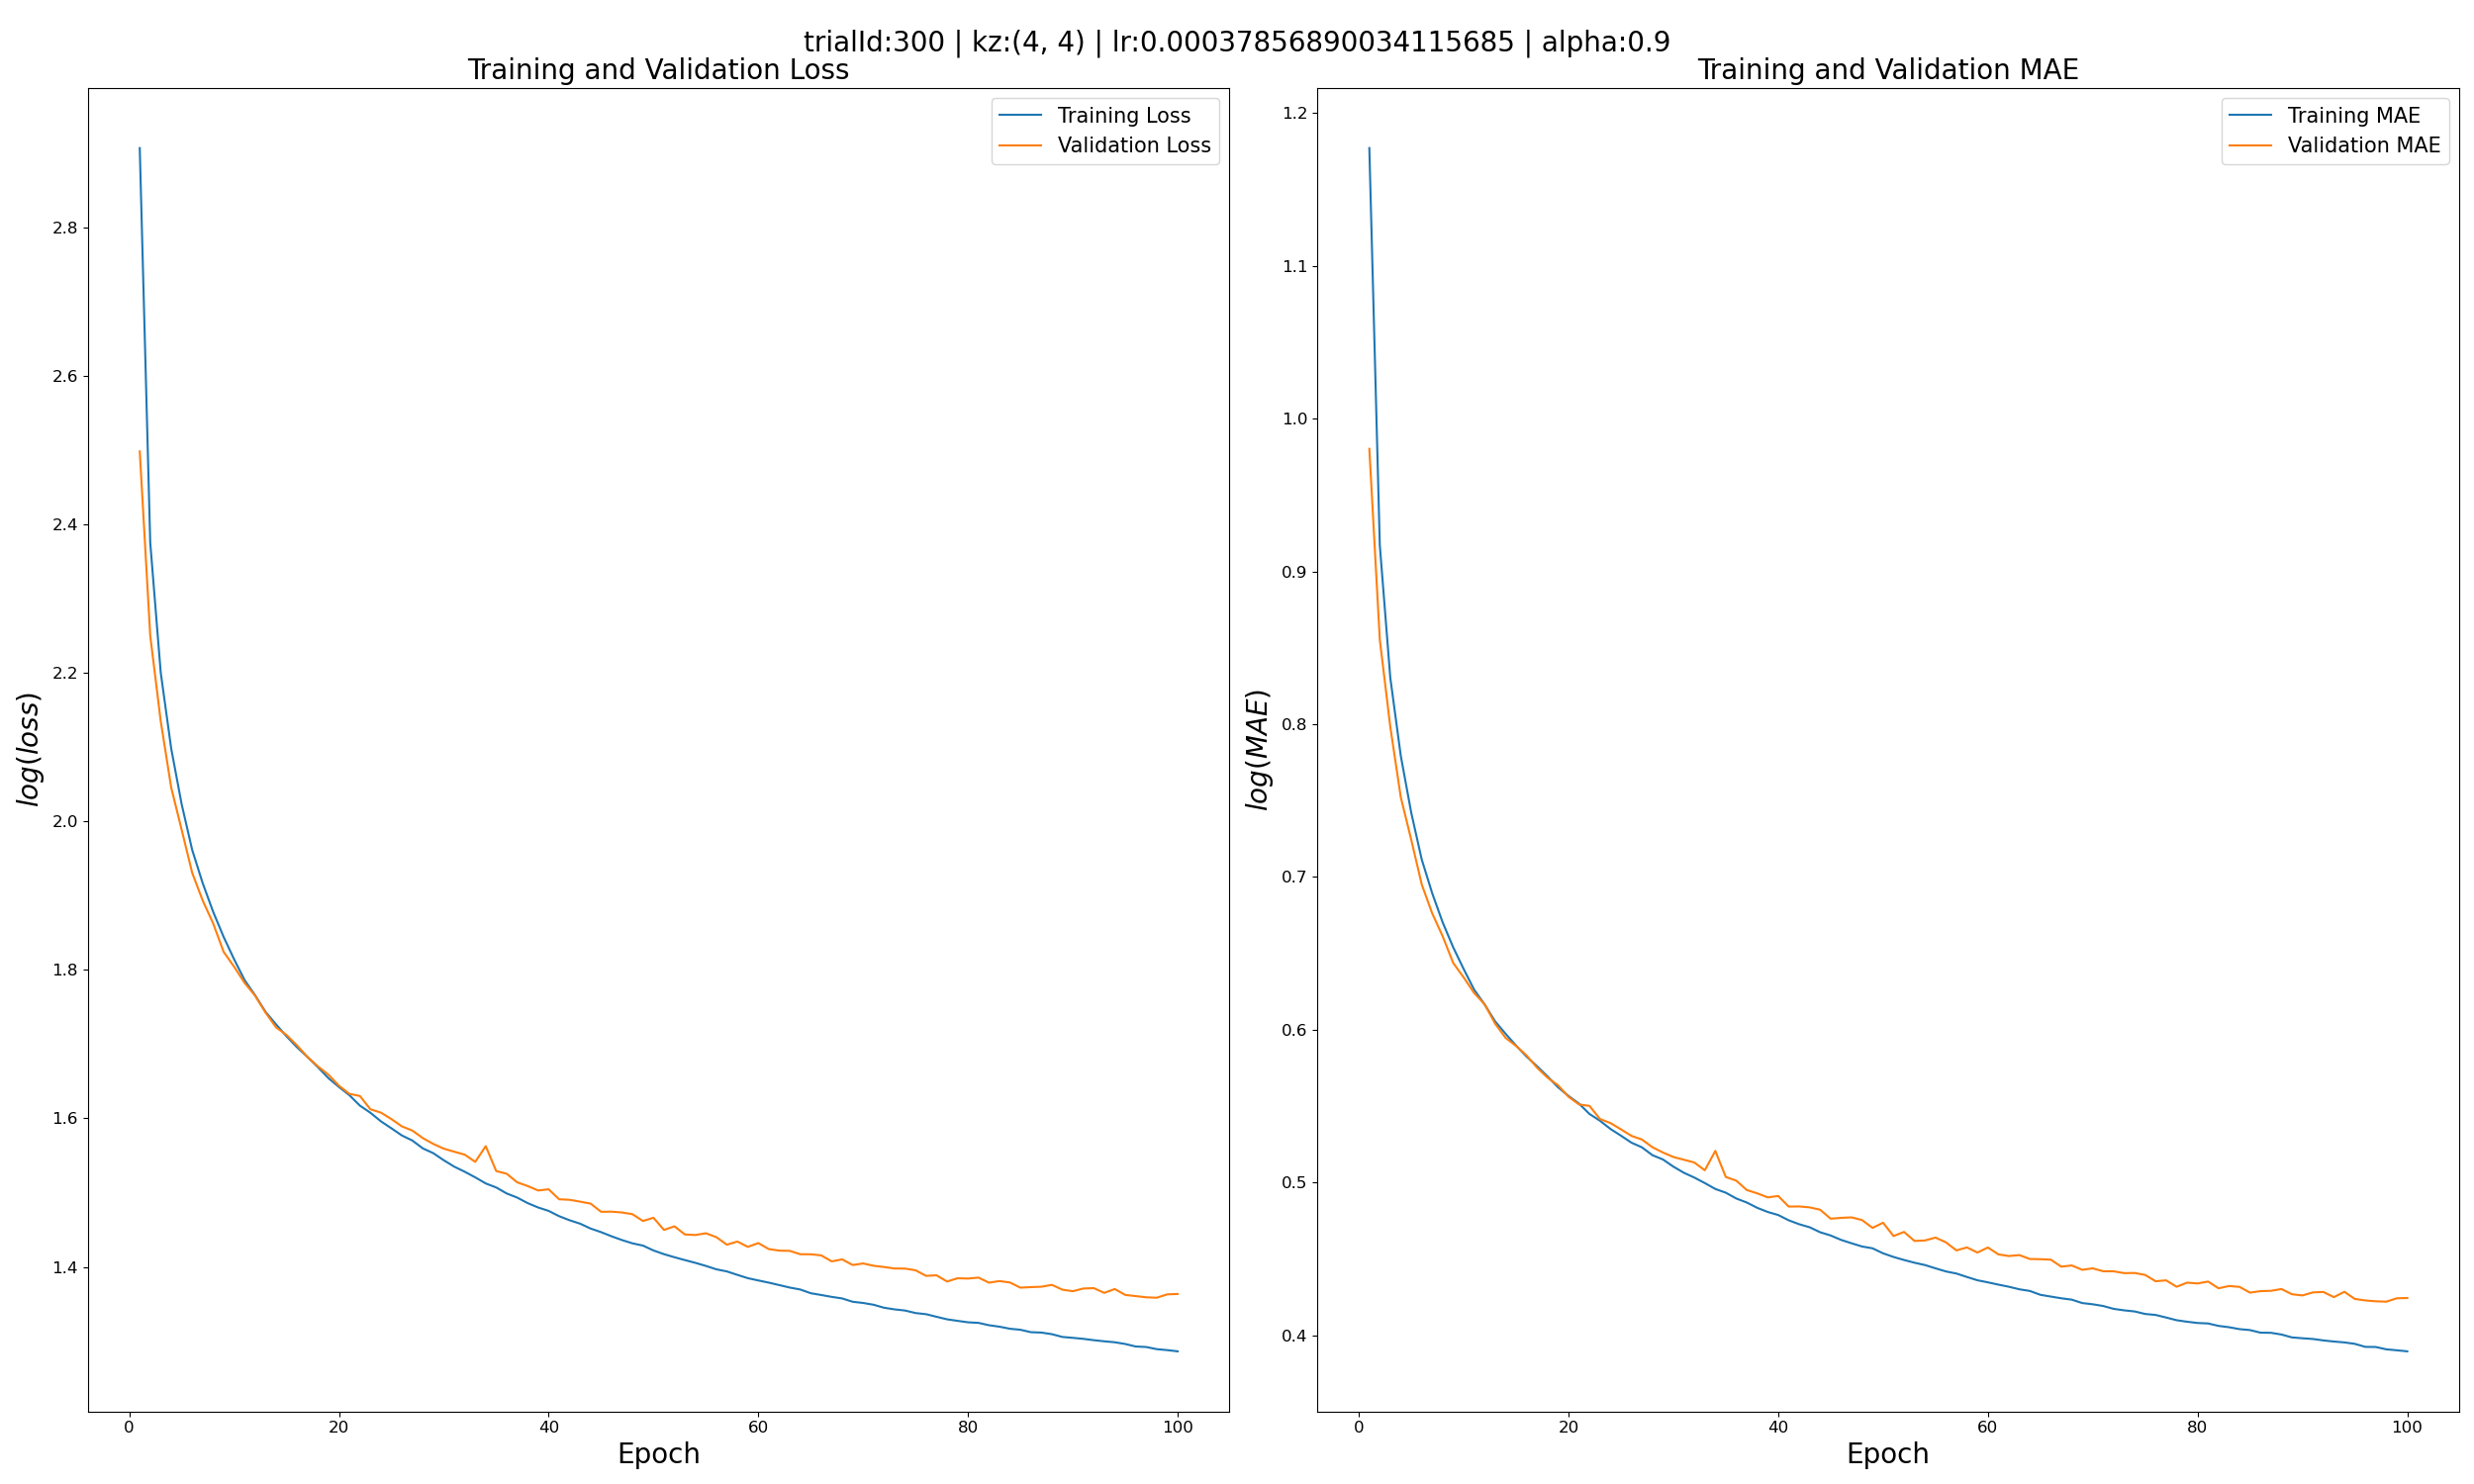 trialId:300 | kz:(4, 4) | lr:0.00037856890034115685 | alpha:0.9
Training and Validation Loss
Training Loss
Validation Loss
2.8
2.6
2.4
2.2
2.0
1.8
1.6
1.4
log(loss)
0 20 40 60 80 100
Epoch
Training and Validation MAE
Training MAE
Validation MAE
1.2
1.1
1.0
0.9
0.8
0.7
0.6
0.5
0.4
log(MAE)
0 20 40 60 80 100
Epoch